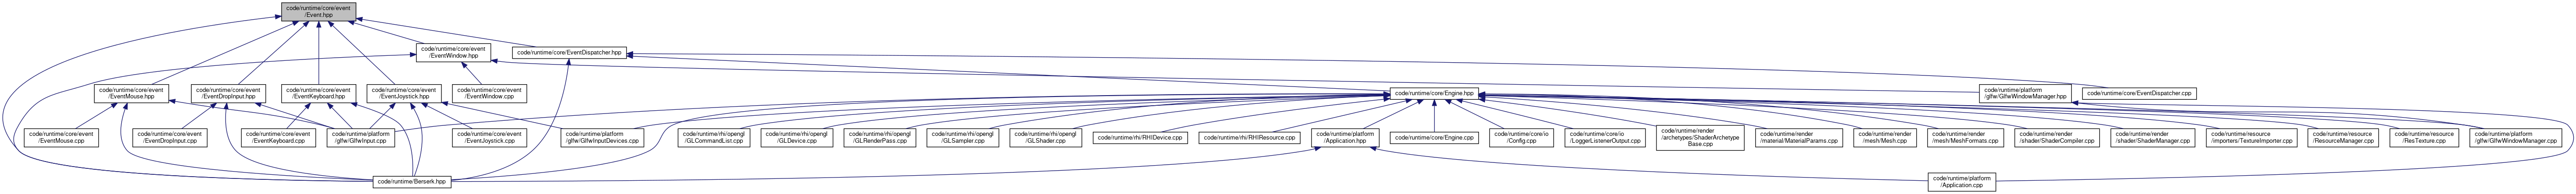 code/runtime/core/event
/Event.hpp
code/runtime/core/event
/EventWindow.hpp
code/runtime/core/EventDispatcher.hpp
code/runtime/core/event
/EventMouse.hpp
code/runtime/core/event
/EventDropInput.hpp
code/runtime/core/event
/EventKeyboard.hpp
code/runtime/core/event
/EventJoystick.hpp
code/runtime/core/event
/EventWindow.cpp
code/runtime/core/Engine.hpp
code/runtime/platform
/glfw/GlfwWindowManager.hpp
code/runtime/core/EventDispatcher.cpp
code/runtime/core/event
/EventMouse.cpp
code/runtime/core/event
/EventDropInput.cpp
code/runtime/core/event
/EventKeyboard.cpp
code/runtime/platform
/glfw/GlfwInput.cpp
code/runtime/core/event
/EventJoystick.cpp
code/runtime/platform
/glfw/GlfwInputDevices.cpp
code/runtime/rhi/opengl
/GLCommandList.cpp
code/runtime/rhi/opengl
/GLDevice.cpp
code/runtime/rhi/opengl
/GLRenderPass.cpp
code/runtime/rhi/opengl
/GLSampler.cpp
code/runtime/rhi/opengl
/GLShader.cpp
code/runtime/rhi/RHIDevice.cpp
code/runtime/rhi/RHIResource.cpp
code/runtime/platform
/Application.hpp
code/runtime/core/Engine.cpp
code/runtime/core/io
/Config.cpp
code/runtime/core/io
/LoggerListenerOutput.cpp
code/runtime/render
/archetypes/ShaderArchetype
Base.cpp
code/runtime/render
/material/MaterialParams.cpp
code/runtime/render
/mesh/Mesh.cpp
code/runtime/render
/mesh/MeshFormats.cpp
code/runtime/render
/shader/ShaderCompiler.cpp
code/runtime/render
/shader/ShaderManager.cpp
code/runtime/resource
/importers/TextureImporter.cpp
code/runtime/resource
/ResourceManager.cpp
code/runtime/resource
/ResTexture.cpp
code/runtime/platform
/glfw/GlfwWindowManager.cpp
code/runtime/Berserk.hpp
code/runtime/platform
/Application.cpp